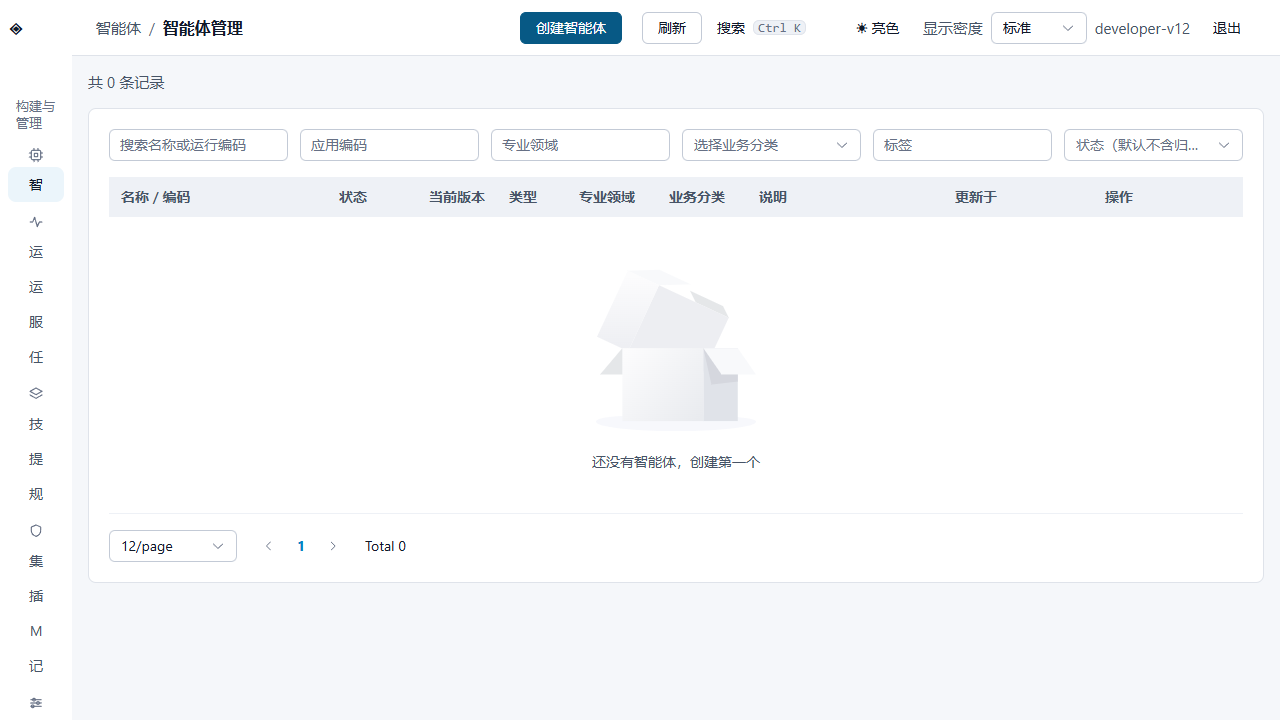 智能体 / 智能体管理
创建智能体
刷新
搜索 Ctrl K
亮色
显示密度
标准
developer-v12
退出
共 0 条记录
构建与
管理
智
运
运
服
任
技
提
规
集
插
M
记
搜索名称或运行编码
应用编码
专业领域
选择业务分类
标签
状态（默认不含归...
名称 / 编码
状态
当前版本
类型
专业领域
业务分类
说明
更新于
操作
还没有智能体，创建第一个
12/page
1
Total 0